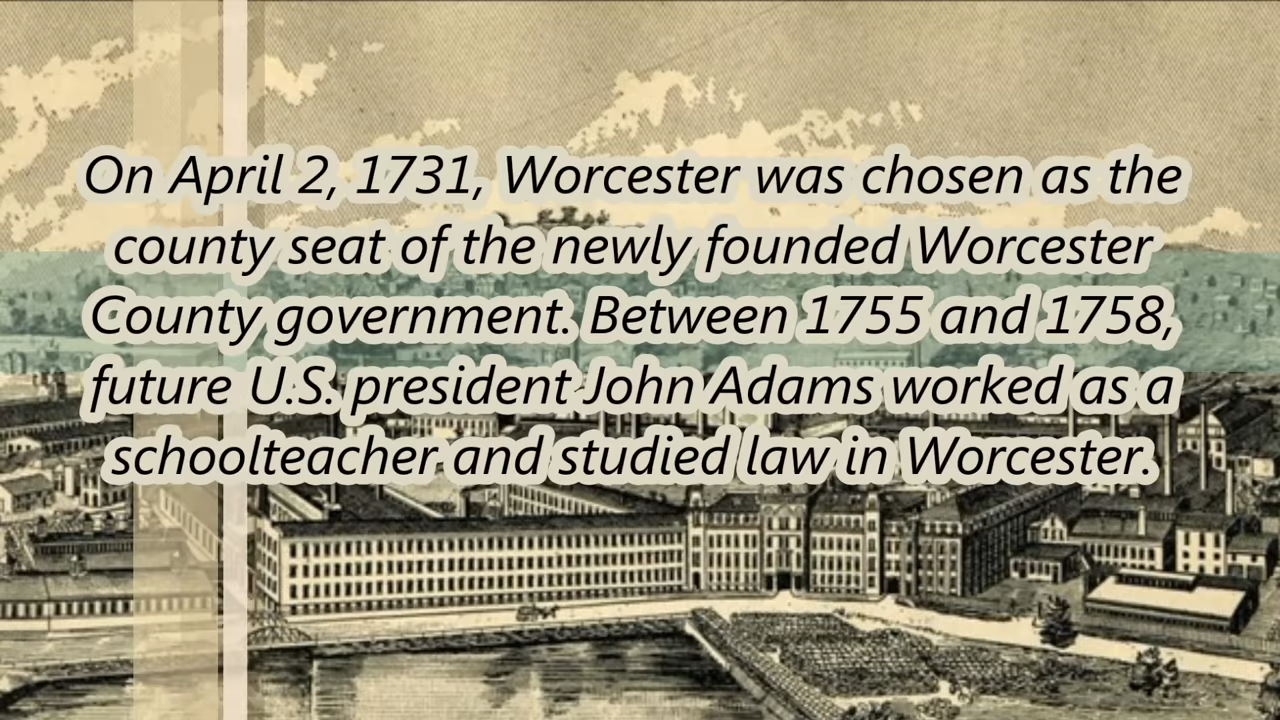 On April 2, 1731, Worcester was chosen as the
county seat of the newly founded Worcester
County government. Between 1755 and 1758,
future U.S. president John Adams worked as a
schoolteacher and studied law in Worcester.